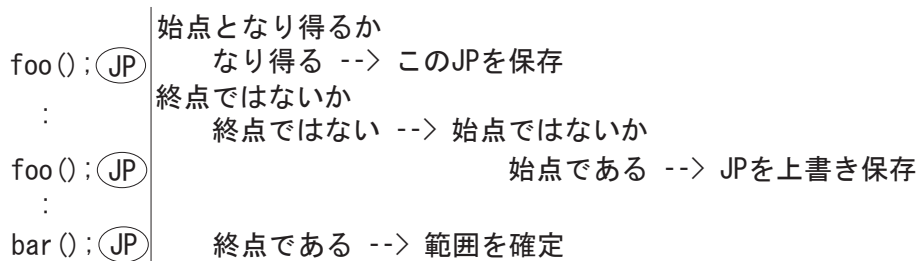 始点となり得るか
foo();JP なり得る --> このJPを保存
終点ではないか
: 終点ではない --> 始点ではないか
foo();JP 始点である --> JPを上書き保存
:
bar();JP 終点である --> 範囲を確定